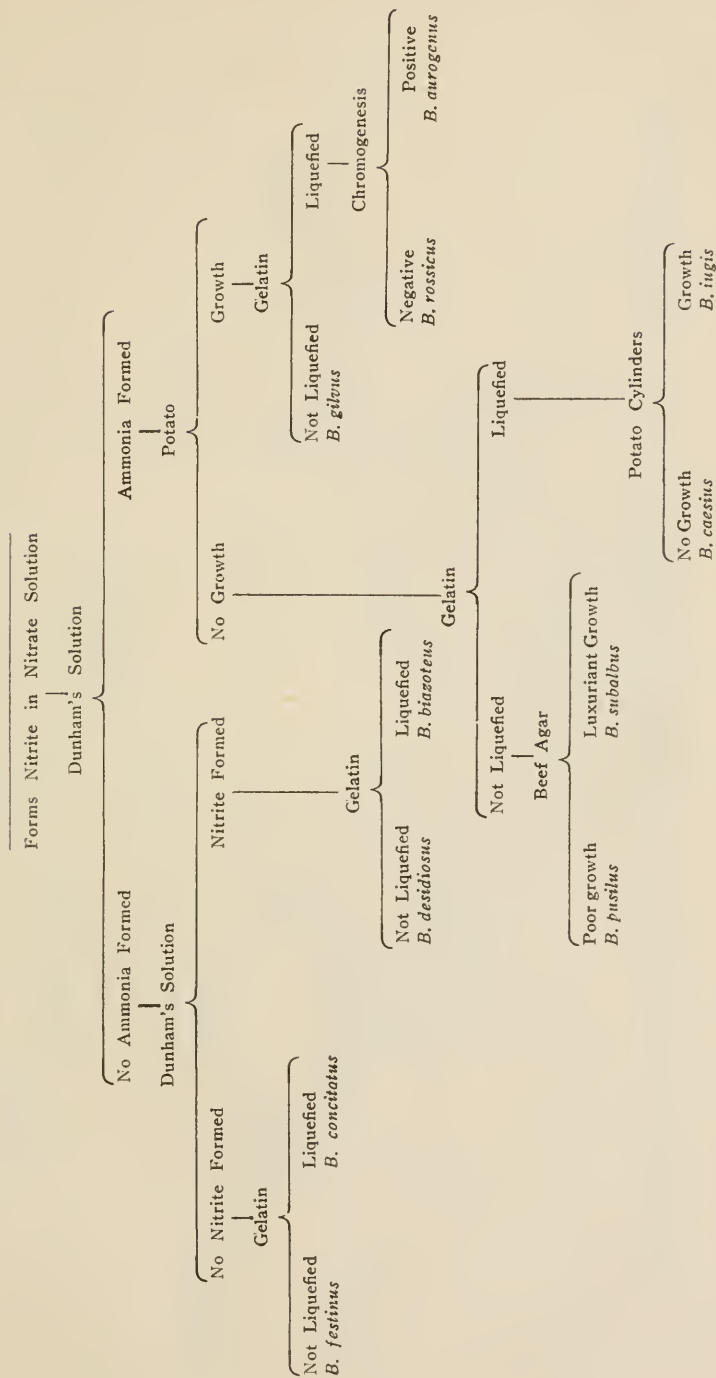 Forms Nitrite in Nitrate Solution
Dunham's Solution
No Ammonia Formed
Dunham's Solution
No Nitrite Formed
Gelatin
Not Liquefied
B. festinus
Liquefied
B. concitatus
Nitrite Formed
Gelatin
Not Liquefied
B. desidiosus
Liquefied
B. biazoteus
Ammonia Formed
Potato
No Growth
Gelatin
Not Liquefied
Beef Agar
Poor growth
B. pusilus
Luxuriant Growth
B. subalbus
Liquefied
Potato Cylinders
No Growth
B. caesius
Growth
B. iugis
Growth
Gelatin
Not Liquefied
B. gilvus
Liquefied
Chromogenesis
Negative
B. rossicus
Positive
B. aurogenus